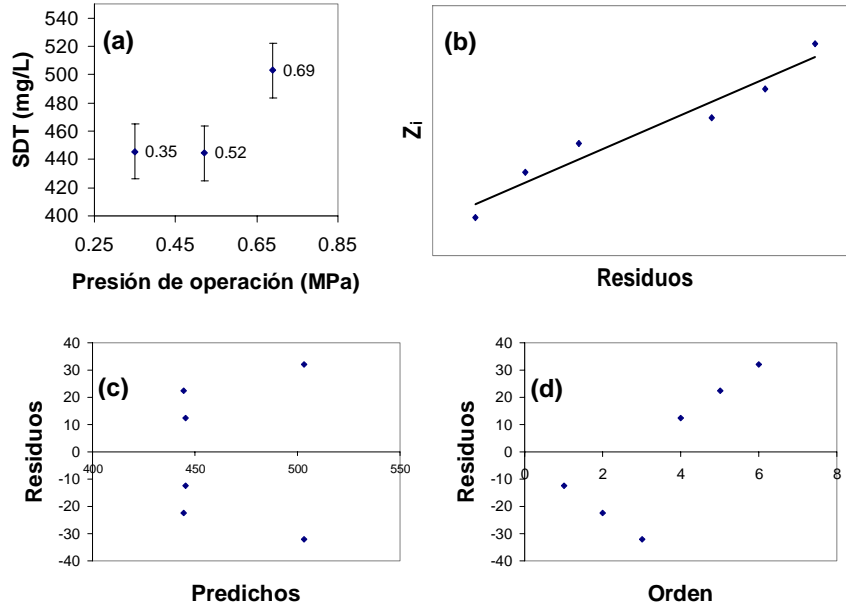 (a)
SDT (mg/L)
540
520
500
480
460
440
420
400
0.69
0.35
0.52
0.25 0.45 0.65 0.85
Presión de operación (MPa)
(b)
Zi
Residuos
(c)
Residuos
40
30
20
10
0
-10
-20
-30
-40
400 450 500 550
Predichos
(d)
Residuos
40
30
20
10
0
-10
-20
-30
-40
0 2 4 6 8
Orden